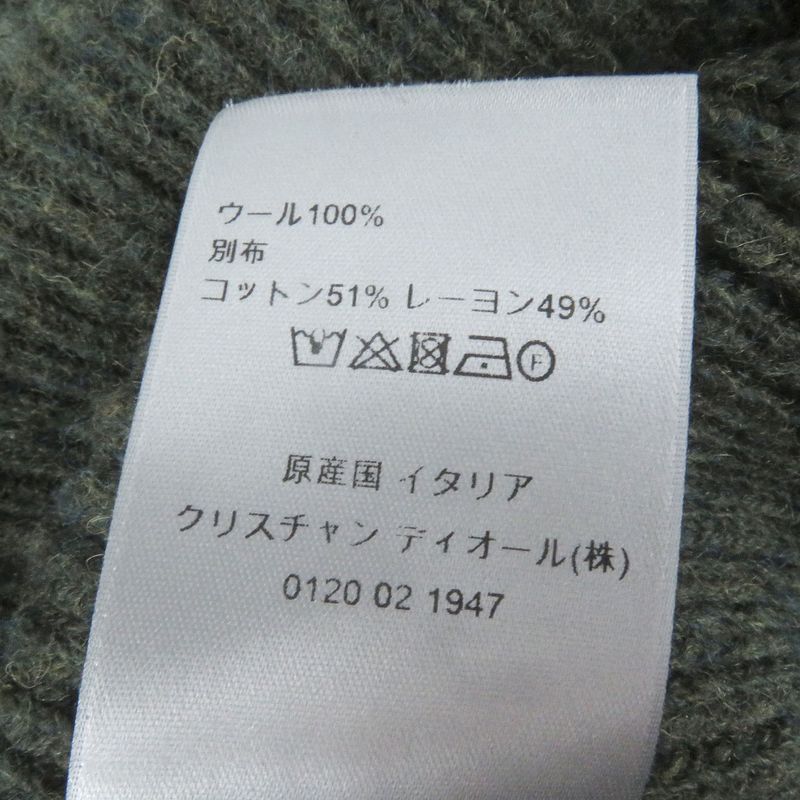 ウール100%
別布
コットン51% レーヨン49%
F
原産国 イタリア
クリスチャン ディオール(株)
0120 02 1947